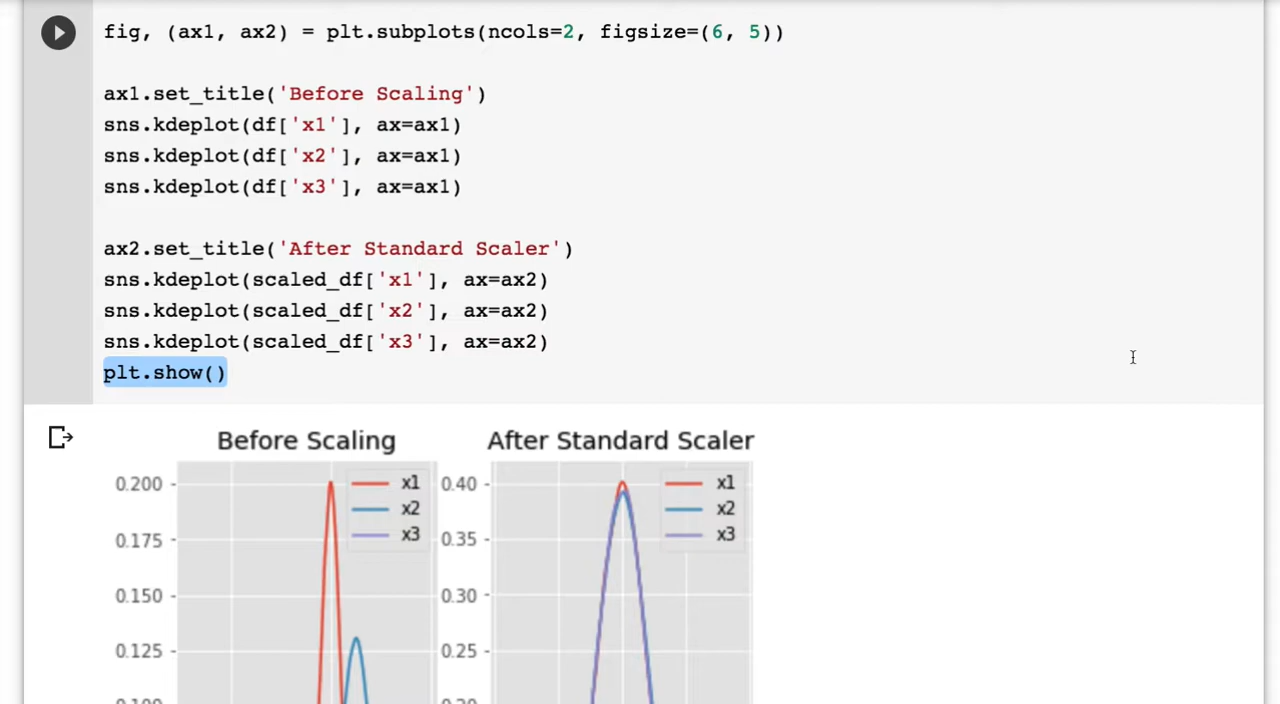 fig, (ax1, ax2) = plt.subplots(ncols=2, figsize=(6, 5))
ax1.set_title('Before Scaling')
sns.kdeplot(df['x1'], ax=ax1)
sns.kdeplot(df['x2'], ax=ax1)
sns.kdeplot(df['x3'], ax=ax1)
ax2.set_title('After Standard Scaler')
sns.kdeplot(scaled_df['x1'], ax=ax2)
sns.kdeplot(scaled_df['x2'], ax=ax2)
sns.kdeplot(scaled_df['x3'], ax=ax2)
plt.show()
Before Scaling
0.200
0.175
0.150
0.125
x1
x2
x3
After Standard Scaler
0.40
0.35
0.30
0.25
x1
x2
x3